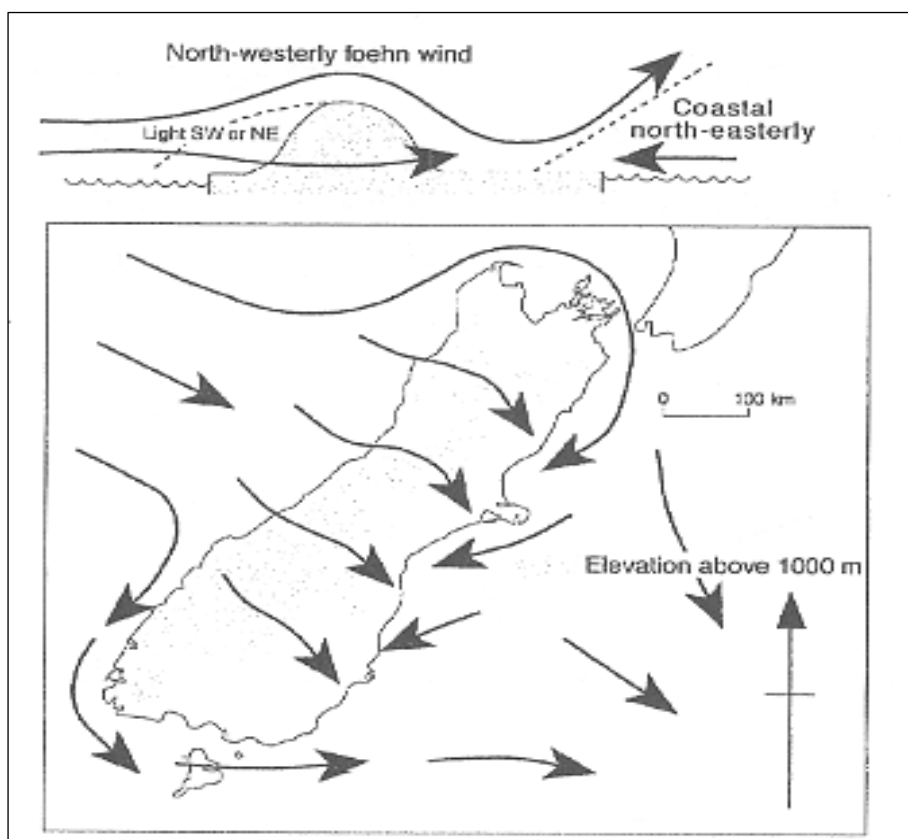 North-westerly foehn wind
Light SW or NE
Coastal
north-easterly
0 100 km
Elevation above 1000 m